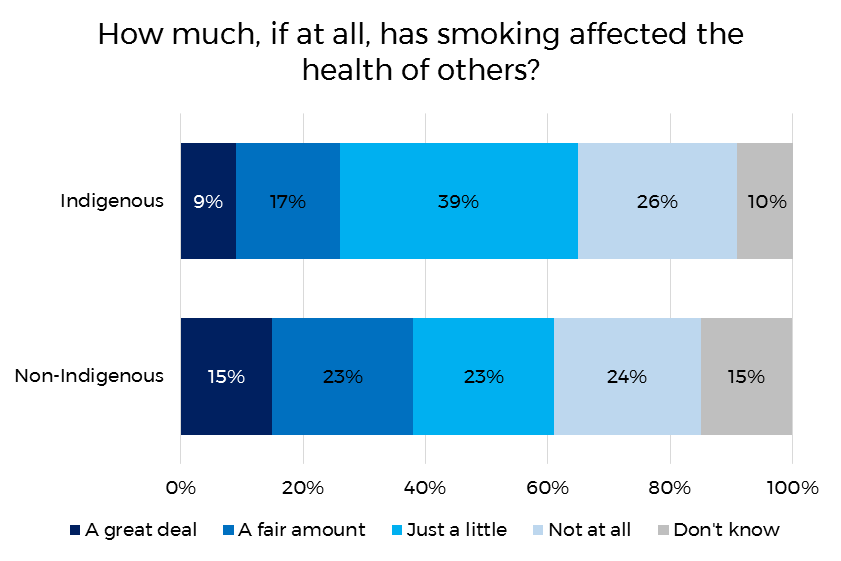 How much, if at all, has smoking affected the
health of others?
Indigenous
9% 17% 39% 26% 10%
Non-Indigenous
15% 23% 23% 24% 15%
0% 20% 40% 60% 80% 100%
A great deal A fair amount Just a little Not at all Don't know